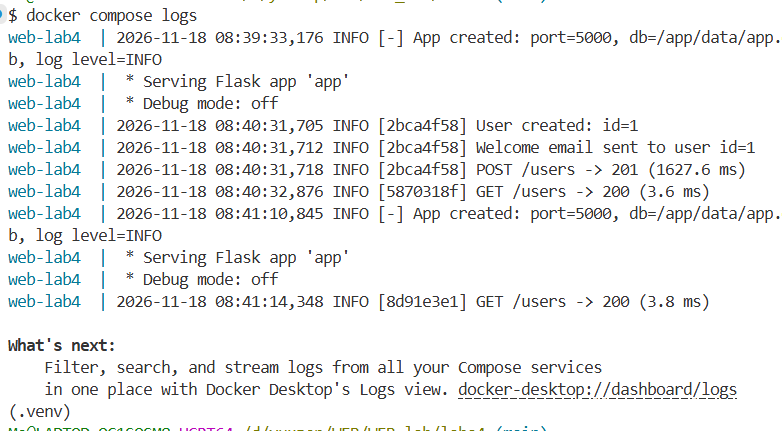 $ docker compose logs
web-lab4  | 2026-11-18 08:39:33,176 INFO [-] App created: port=5000, db=/app/data/app.
b, log level=INFO
web-lab4  |  * Serving Flask app 'app'
web-lab4  |  * Debug mode: off
web-lab4  | 2026-11-18 08:40:31,705 INFO [2bca4f58] User created: id=1
web-lab4  | 2026-11-18 08:40:31,712 INFO [2bca4f58] Welcome email sent to user id=1
web-lab4  | 2026-11-18 08:40:31,718 INFO [2bca4f58] POST /users -> 201 (1627.6 ms)
web-lab4  | 2026-11-18 08:40:32,876 INFO [5870318f] GET /users -> 200 (3.6 ms)
web-lab4  | 2026-11-18 08:41:10,845 INFO [-] App created: port=5000, db=/app/data/app.
b, log level=INFO
web-lab4  |  * Serving Flask app 'app'
web-lab4  |  * Debug mode: off
web-lab4  | 2026-11-18 08:41:14,348 INFO [8d91e3e1] GET /users -> 200 (3.8 ms)
What's next:
    Filter, search, and stream logs from all your Compose services
    in one place with Docker Desktop's Logs view. docker-desktop://dashboard/logs
(.venv)